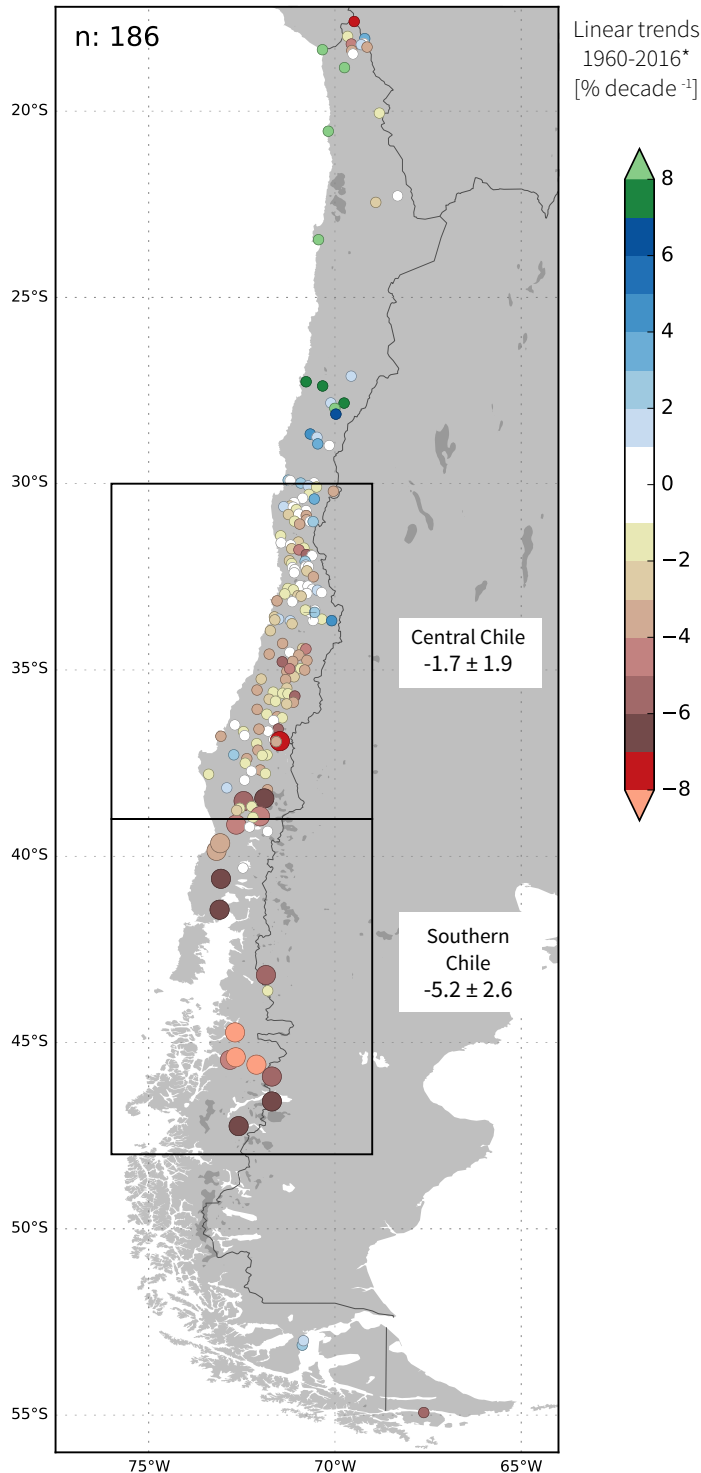 n: 186
Linear trends
1960-2016*
[% decade -1]
20°S
25°S
30°S
35°S
40°S
45°S
50°S
55°S
75°W
70°W
65°W
Central Chile
-1.7 ± 1.9
Southern
Chile
-5.2 ± 2.6
8
6
4
2
0
−2
−4
−6
−8